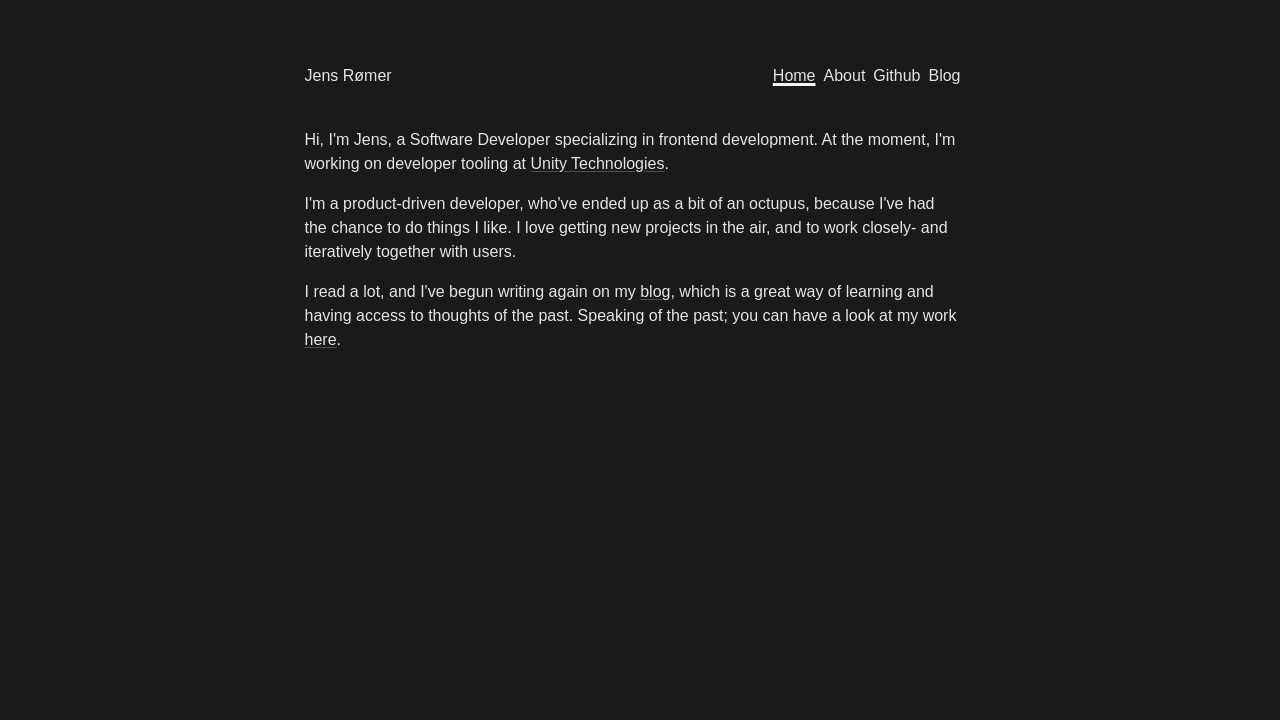 Jens Rømer
Home About Github Blog
Hi, I'm Jens, a Software Developer specializing in frontend development. At the moment, I'm
working on developer tooling at Unity Technologies.
I'm a product-driven developer, who've ended up as a bit of an octupus, because I've had
the chance to do things I like. I love getting new projects in the air, and to work closely- and
iteratively together with users.
I read a lot, and I've begun writing again on my blog, which is a great way of learning and
having access to thoughts of the past. Speaking of the past; you can have a look at my work
here.